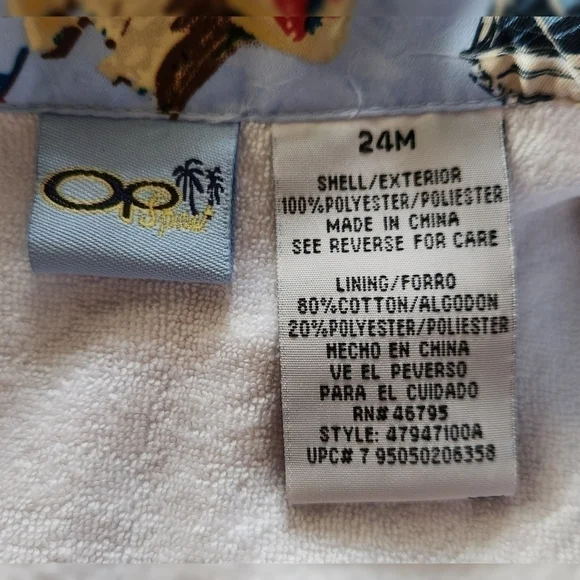 Op
24M
SHELL/EXTERIOR
100%POLYESTER/POLIESTER
MADE IN CHINA
SEE REVERSE FOR CARE
LINING/FORRO
80%COTTON/ALGODON
20%POLYESTER/POLIESTER
HECHO EN CHINA
VE EL PEVERSO
PARA EL CUIDADO
RN# 46795
STYLE: 47947100A
UPC# 7 95050206358